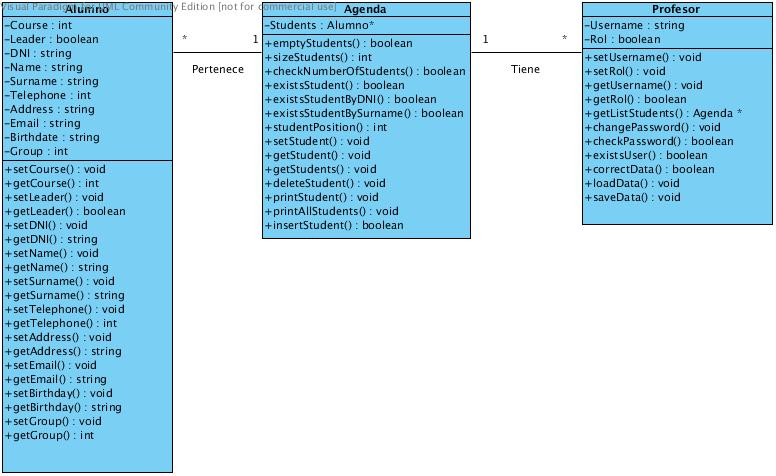 Visual Paradigm for UML Community Edition [not for commercial use]
Alumno
-Course : int
-Leader : boolean
-DNI : string
-Name : string
-Surname : string
-Telephone : int
-Address : string
-Email : string
-Birthdate : string
-Group : int
+setCourse() : void
+getCourse() : int
+setLeader() : void
+getLeader() : boolean
+setDNI() : void
+getDNI() : string
+setName() : void
+getName() : string
+setSurname() : void
+getSurname() : string
+setTelephone() : void
+getTelephone() : int
+setAddress() : void
+getAddress() : string
+setEmail() : void
+getEmail() : string
+setBirthday() : void
+getBirthday() : string
+setGroup() : void
+getGroup() : int
* 1
Pertenece
Agenda
-Students : Alumno*
+emptyStudents() : boolean
+sizeStudents() : int
+checkNumberOfStudents() : boolean
+existsStudent() : boolean
+existsStudentByDNI() : boolean
+existsStudentBySurname() : boolean
+studentPosition() : int
+setStudent() : void
+getStudent() : void
+getStudents() : void
+deleteStudent() : void
+printStudent() : void
+printAllStudents() : void
+insertStudent() : boolean
1 *
Tiene
Profesor
-Username : string
-Rol : boolean
+setUsername() : void
+setRol() : void
+getUsername() : void
+getRol() : boolean
+getListStudents() : Agenda *
+changePassword() : void
+checkPassword() : boolean
+existsUser() : boolean
+correctData() : boolean
+loadData() : void
+saveData() : void